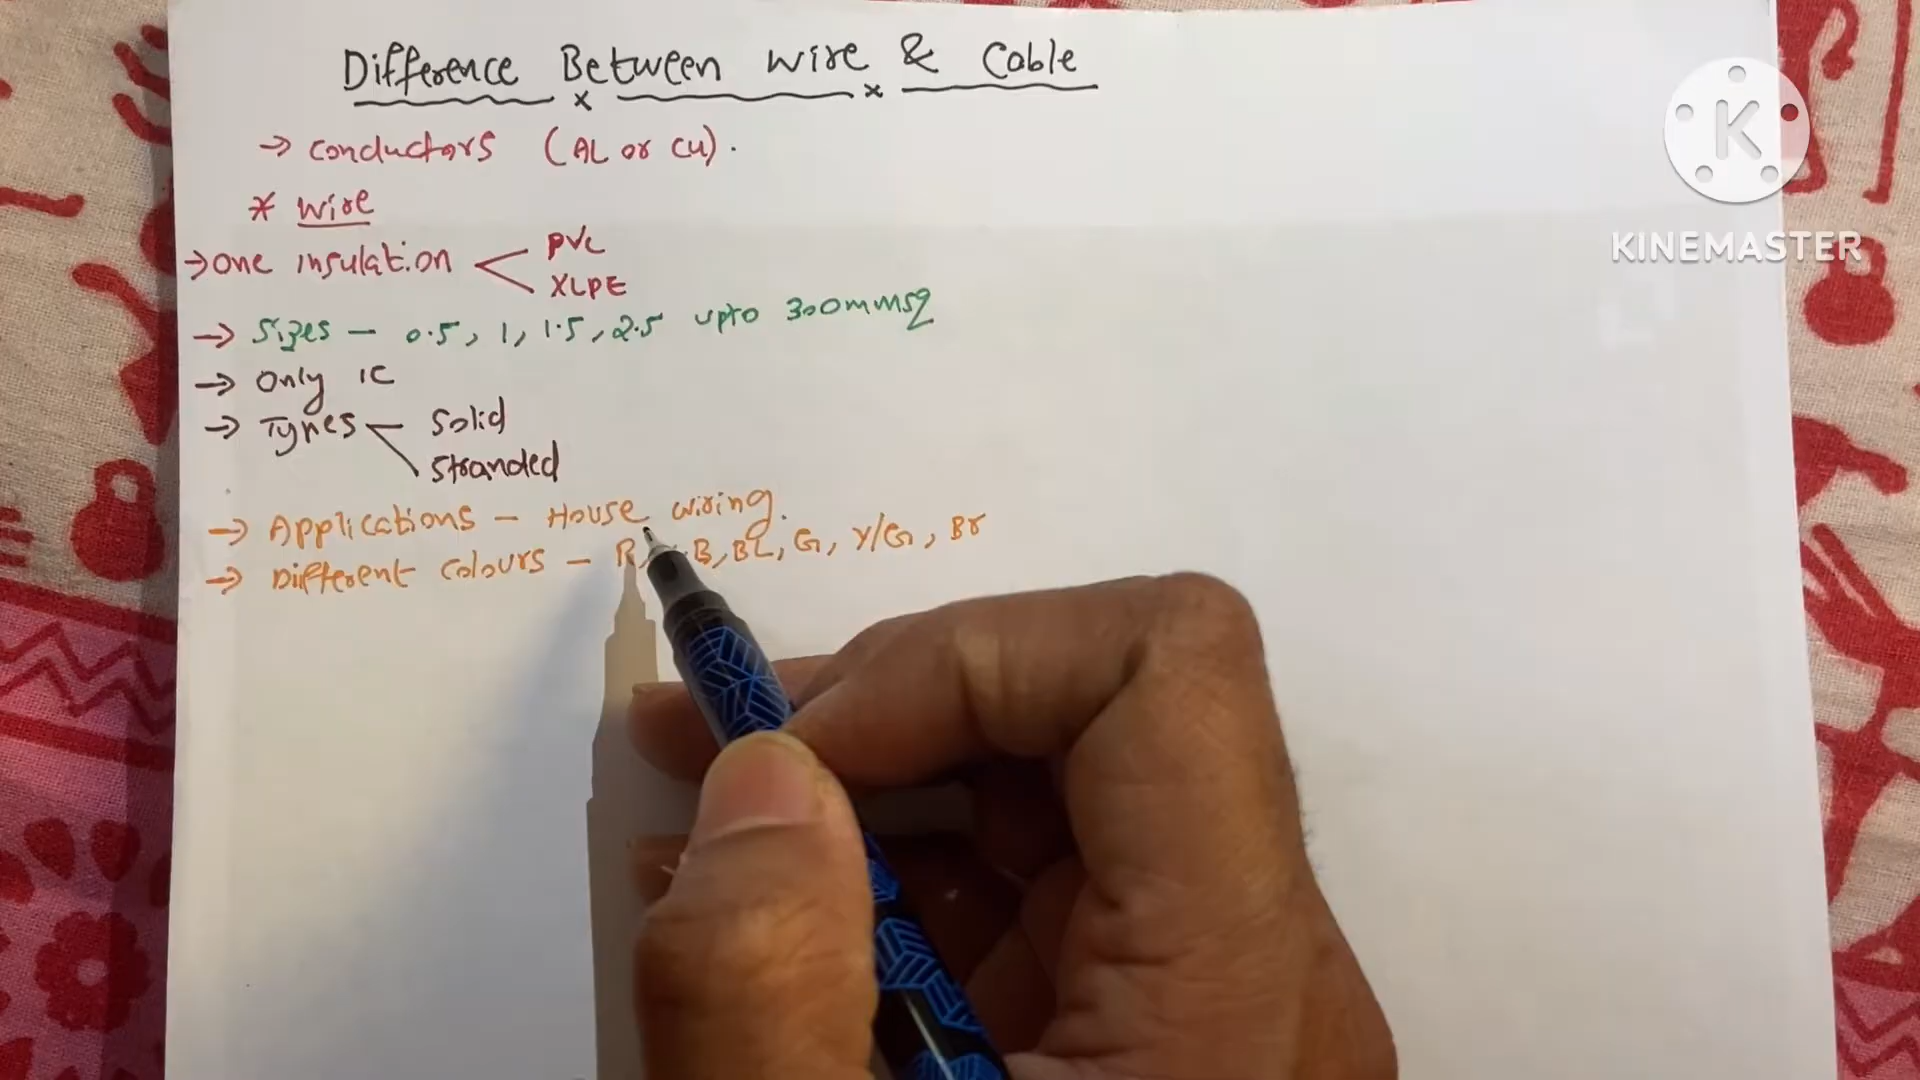 Difference Between wire & Cable
→ conductors (AL or CU).
* wire
→ one insulation < PVC
XLPE
→ Sizes – 0.5, 1, 1.5, 2.5 upto 300mmsq
→ Only 1C
→ Types < Solid
Stranded
→ Applications – House wiring.
→ Different colours – R, B, BL, G, Y/G, Br
K
KINEMASTER